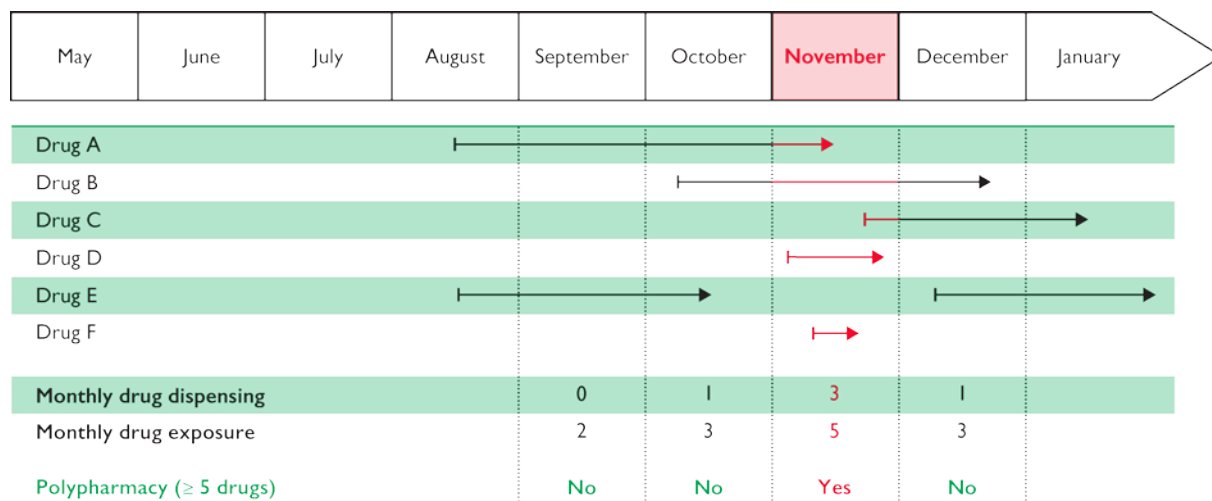 May June July August September October November December January
Drug A
Drug B
Drug C
Drug D
Drug E
Drug F
Monthly drug dispensing 0 1 3 1
Monthly drug exposure 2 3 5 3
Polypharmacy (≥ 5 drugs) No No Yes No